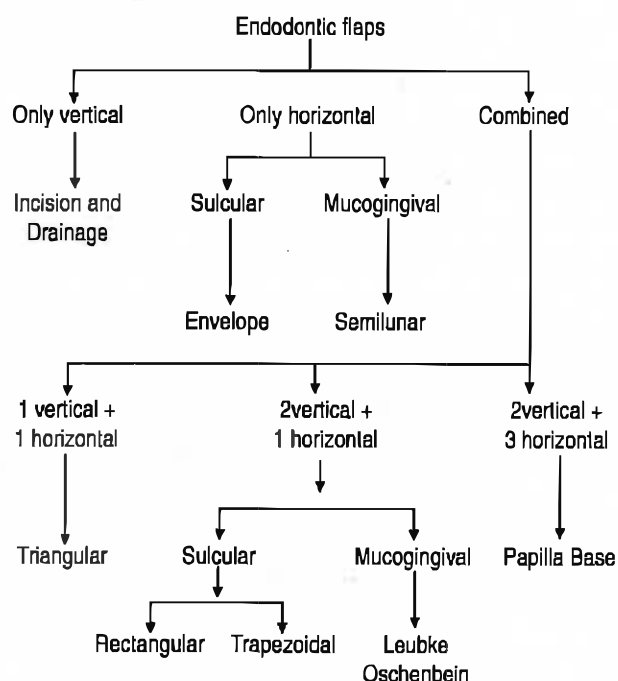 Endodontic flaps
Only vertical
Only horizontal
Combined
Incision and
Drainage
Sulcular
Mucogingival
Envelope
Semilunar
1 vertical +
1 horizontal
2vertical +
1 horizontal
2vertical +
3 horizontal
Triangular
Sulcular
Mucogingival
Papilla Base
Rectangular
Trapezoidal
Leubke
Oschenbein